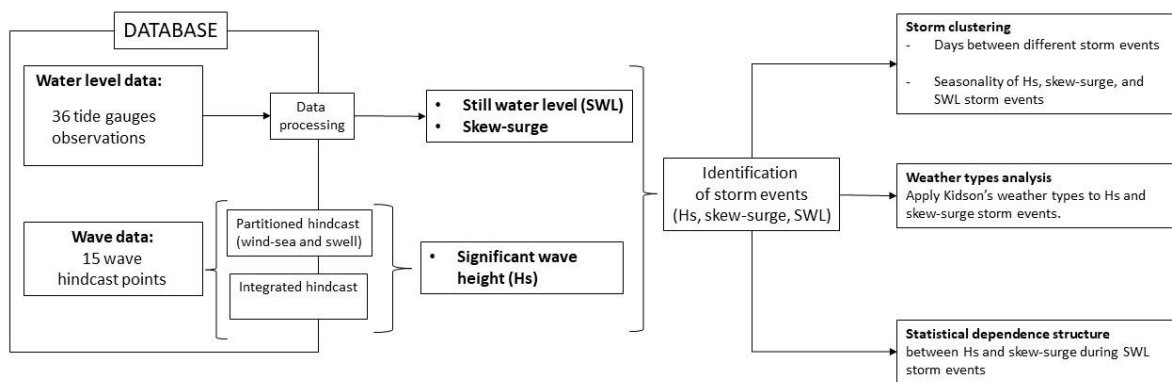 DATABASE
Water level data:
36 tide gauges
observations
Data
processing
• Still water level (SWL)
• Skew-surge
Wave data:
15 wave
hindcast points
Partitioned hindcast
(wind-sea and swell)
Integrated hindcast
• Significant wave
height (Hs)
Identification
of storm events
(Hs, skew-surge, SWL)
Storm clustering
- Days between different storm events
- Seasonality of Hs, skew-surge, and
SWL storm events
Weather types analysis
Apply Kidson's weather types to Hs and
skew-surge storm events.
Statistical dependence structure
between Hs and skew-surge during SWL
storm events